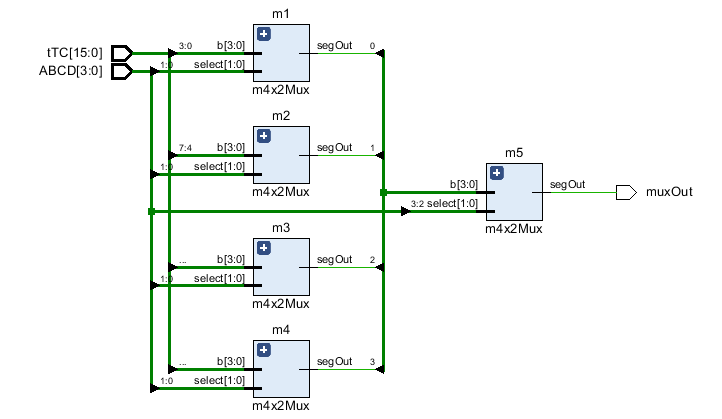 m1
tTC[15:0]
3:0
b[3:0]
segOut
0
ABCD[3:0]
1:0
select[1:0]
m4x2Mux
m2
7:4
b[3:0]
segOut
1
1:0
select[1:0]
m4x2Mux
m5
b[3:0]
segOut
muxOut
3:2
select[1:0]
m4x2Mux
m3
...
b[3:0]
segOut
2
1:0
select[1:0]
m4x2Mux
m4
...
b[3:0]
segOut
3
1:0
select[1:0]
m4x2Mux